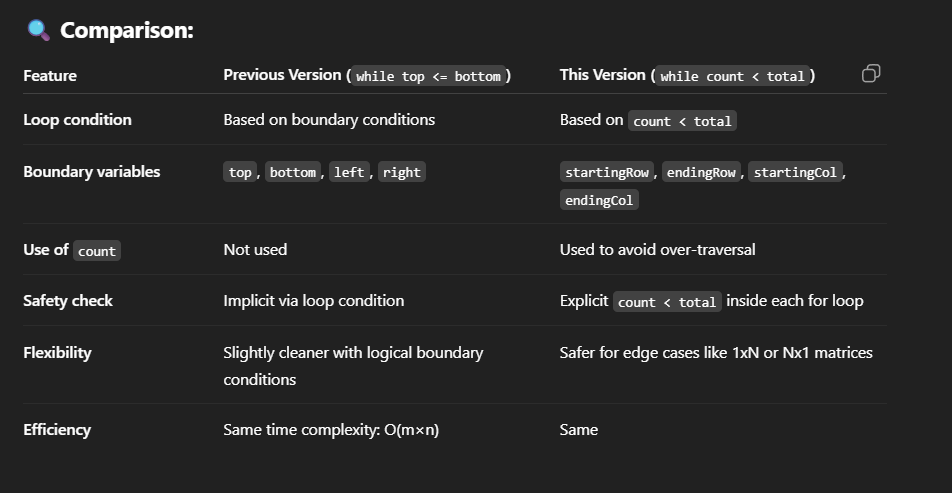 🔍 Comparison:
Feature Previous Version (while top <= bottom) This Version (while count < total)
Loop condition Based on boundary conditions Based on count < total
Boundary variables top, bottom, left, right startingRow, endingRow, startingCol,
endingCol
Use of count Not used Used to avoid over-traversal
Safety check Implicit via loop condition Explicit count < total inside each for loop
Flexibility Slightly cleaner with logical boundary Safer for edge cases like 1xN or Nx1 matrices
conditions
Efficiency Same time complexity: O(m×n) Same